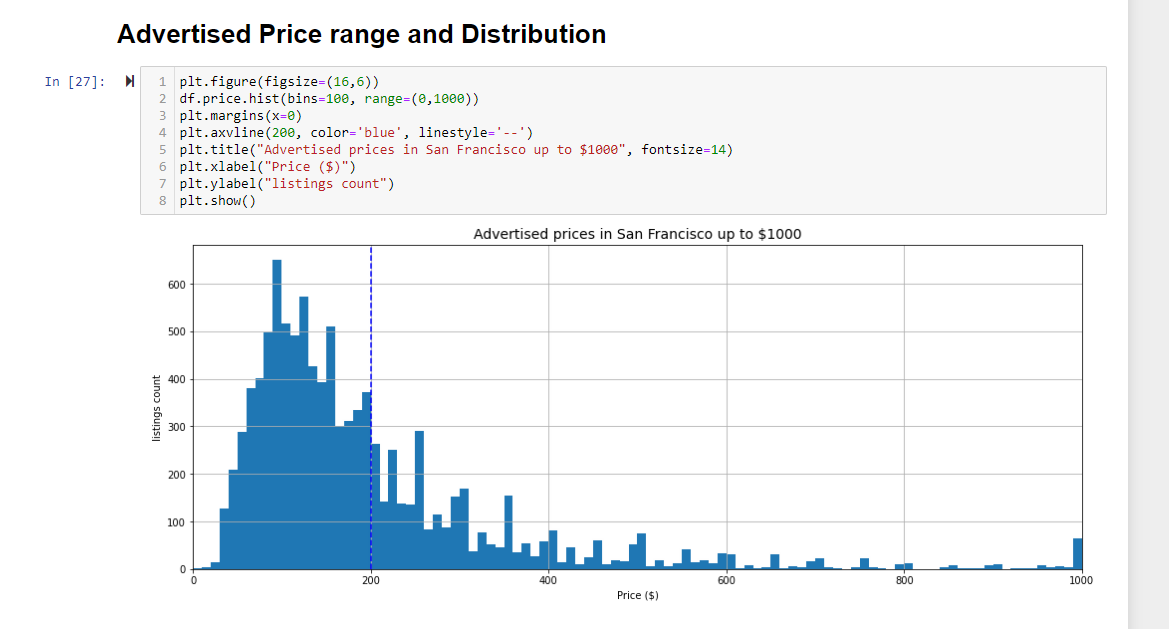 Advertised Price range and Distribution
In [27]:
1 plt.figure(figsize=(16,6))
2 df.price.hist(bins=100, range=(0,1000))
3 plt.margins(x=0)
4 plt.axvline(200, color='blue', linestyle='--')
5 plt.title("Advertised prices in San Francisco up to $1000", fontsize=14)
6 plt.xlabel("Price ($)")
7 plt.ylabel("listings count")
8 plt.show()
Advertised prices in San Francisco up to $1000
600
500
400
300
200
100
0
listings count
0 200 400 600 800 1000
Price ($)